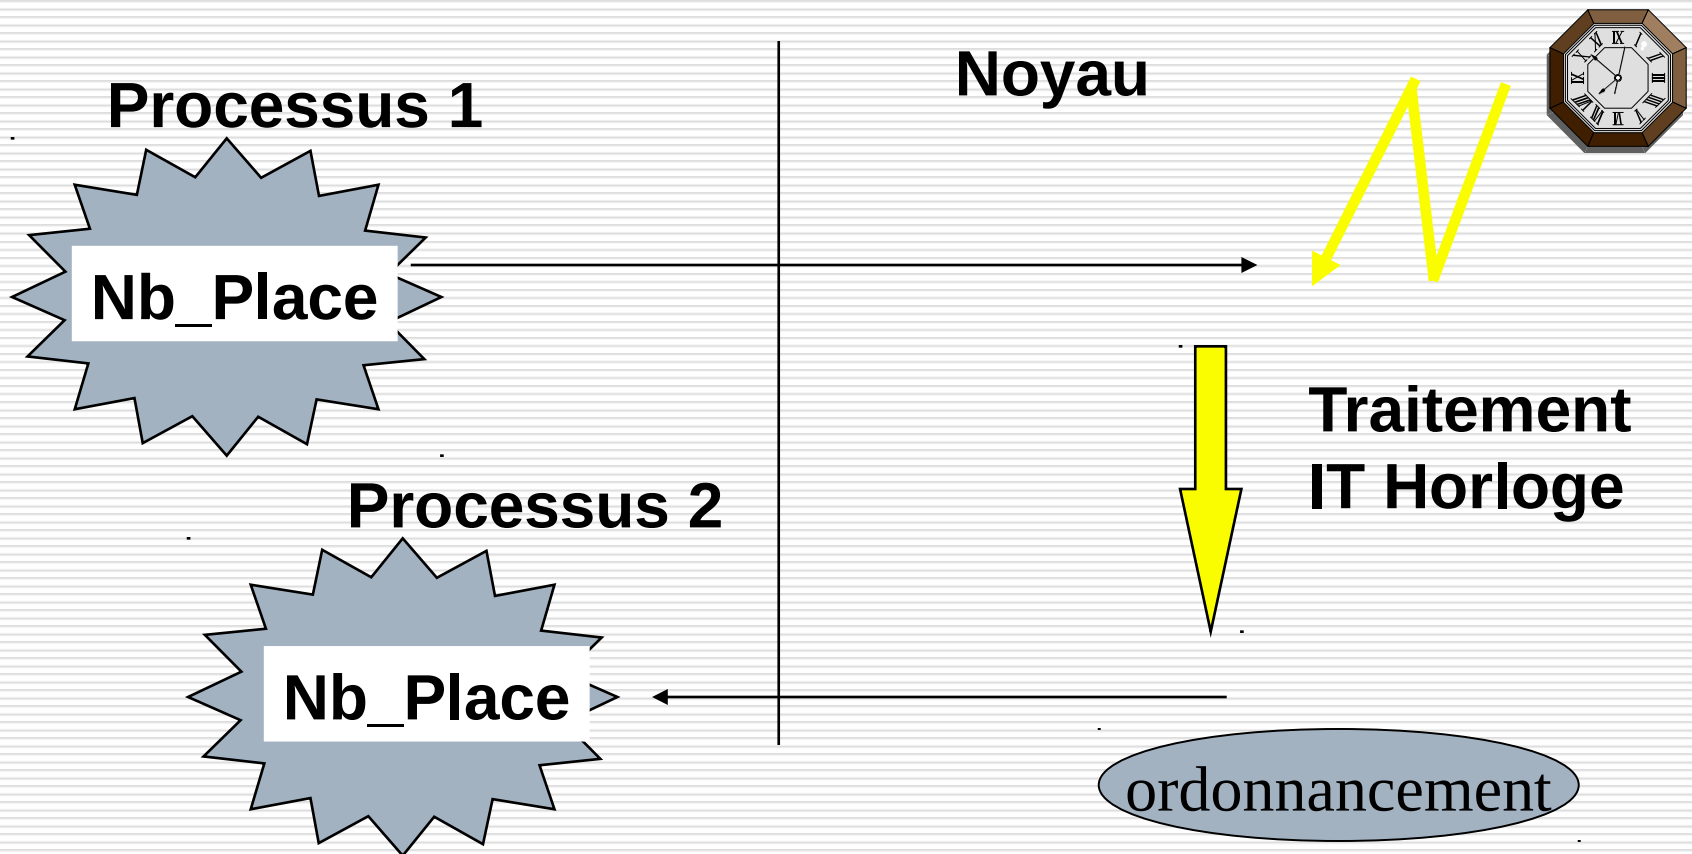 Noyau
Processus 1
Nb_Place
Traitement
IT Horloge
Processus 2
Nb_Place
ordonnancement